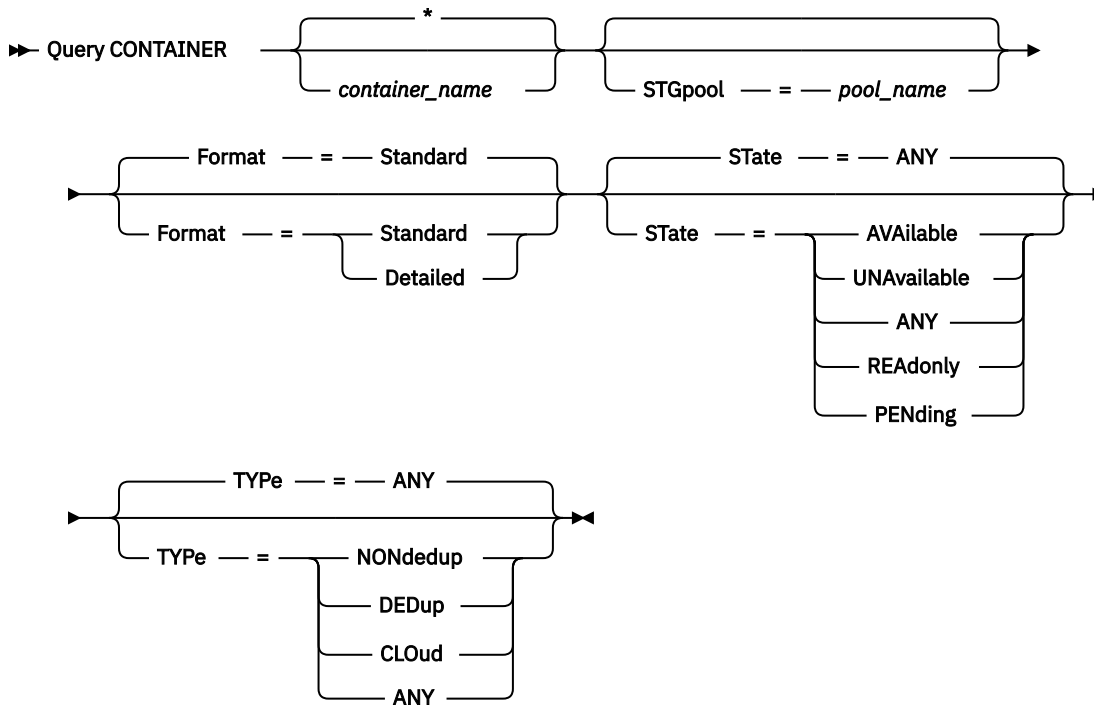 *
Query CONTAINER
container_name
STGpool = pool_name
Format = Standard
Format = Standard
Detailed
STate = ANY
STate = AVAilable
UNAvailable
ANY
REAdonly
PENding
TYPe = ANY
TYPe = NONdedup
DEDup
CLOud
ANY